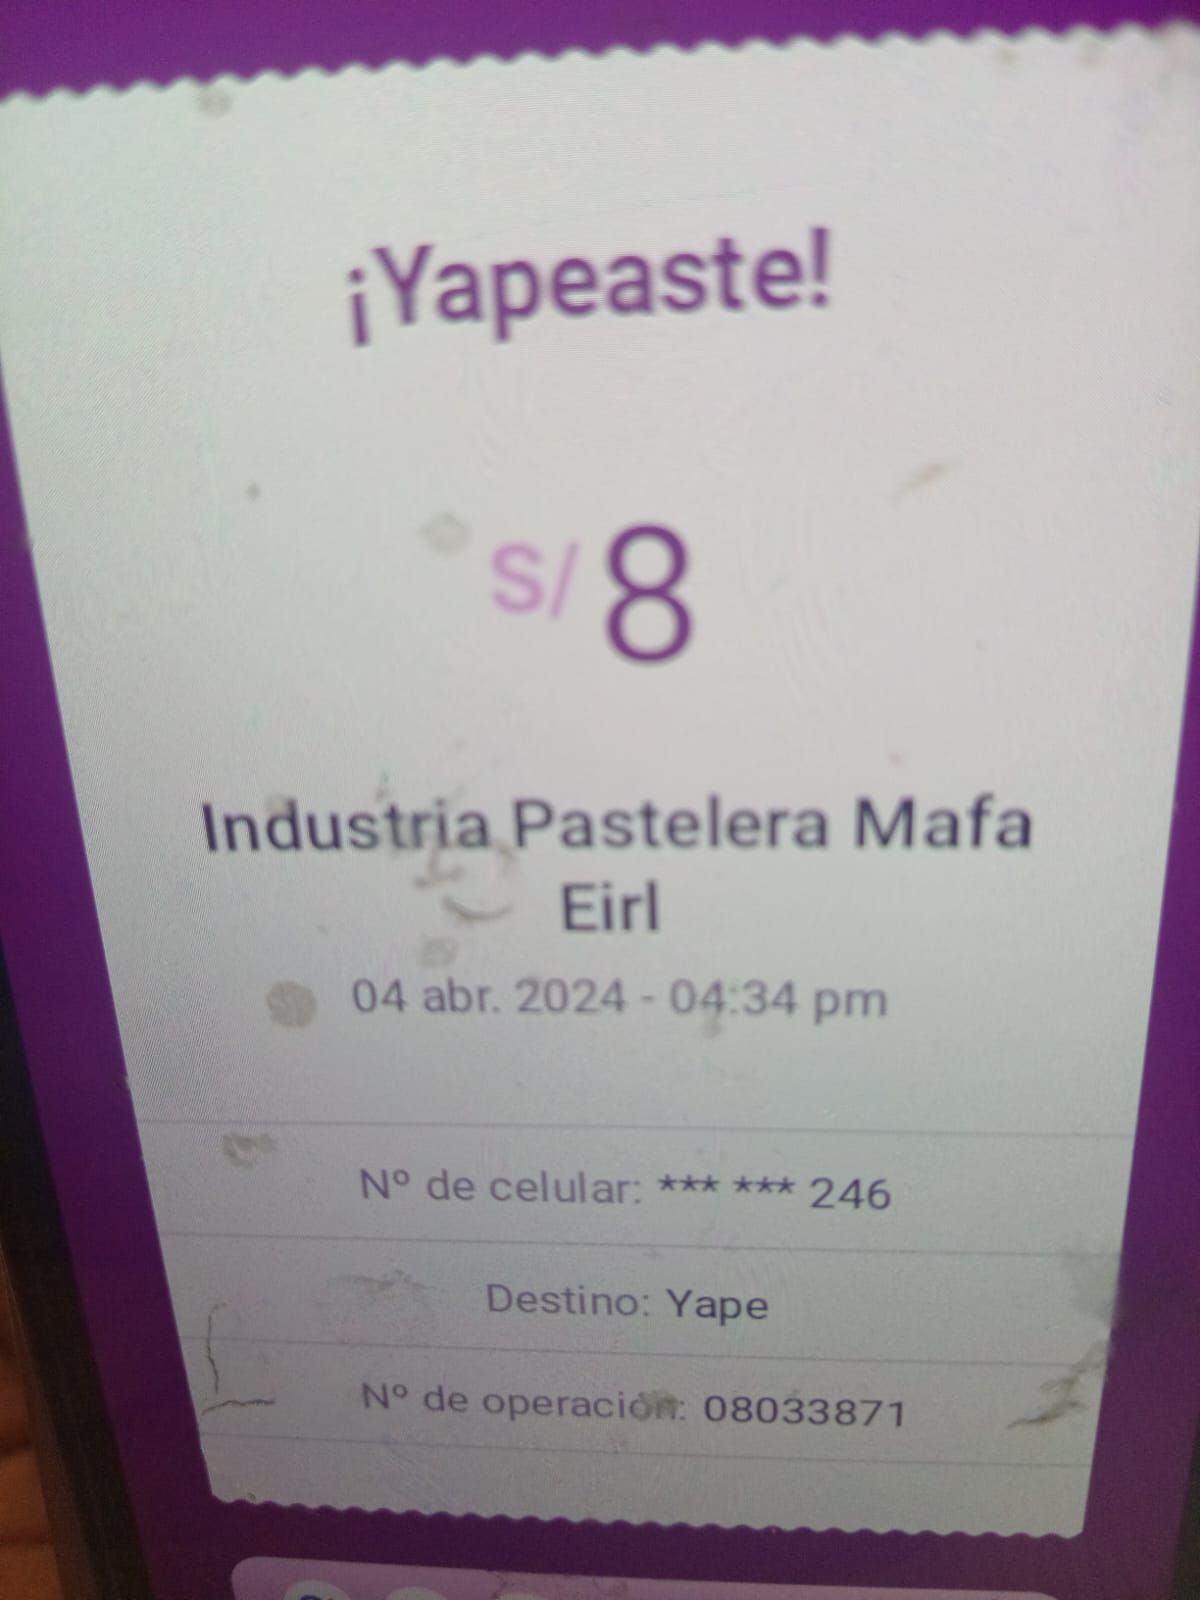 ¡Yapeaste!
S/ 8
Industria Pastelera Mafa
Eirl
04 abr. 2024 - 04:34 pm
Nº de celular: *** *** 246
Destino: Yape
Nº de operación: 08033871